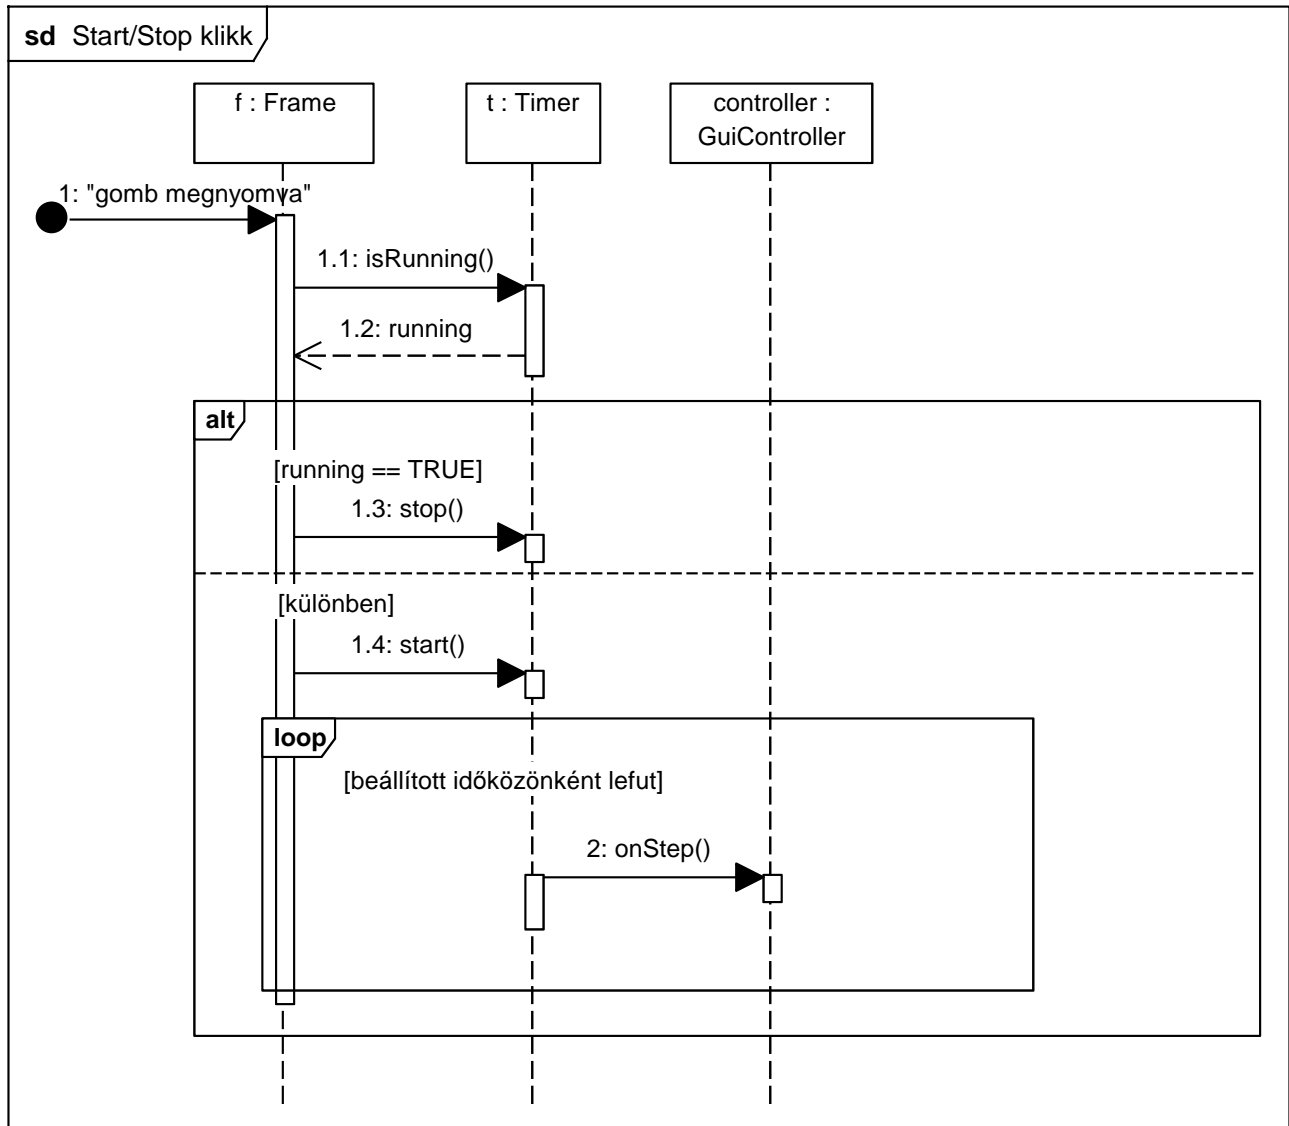 sd Start/Stop klikk
f : Frame
t : Timer
controller :
GuiController
1: "gomb megnyomva"
1.1: isRunning()
1.2: running
alt
[running == TRUE]
1.3: stop()
[különben]
1.4: start()
loop
[beállított időközönként lefut]
2: onStep()